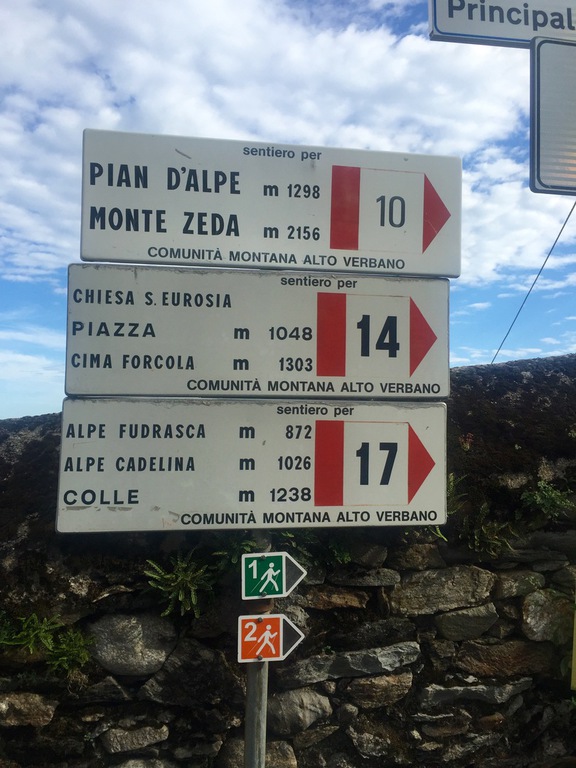 Principal
sentiero per
PIAN D'ALPE m 1298
MONTE ZEDA m 2156
10
COMUNITÀ MONTANA ALTO VERBANO
sentiero per
CHIESA S. EUROSIA
PIAZZA m 1048
CIMA FORCOLA m 1303
14
COMUNITÀ MONTANA ALTO VERBANO
sentiero per
ALPE FUDRASCA m 872
ALPE CADELINA m 1026
COLLE m 1238
17
COMUNITÀ MONTANA ALTO VERBANO
1
2